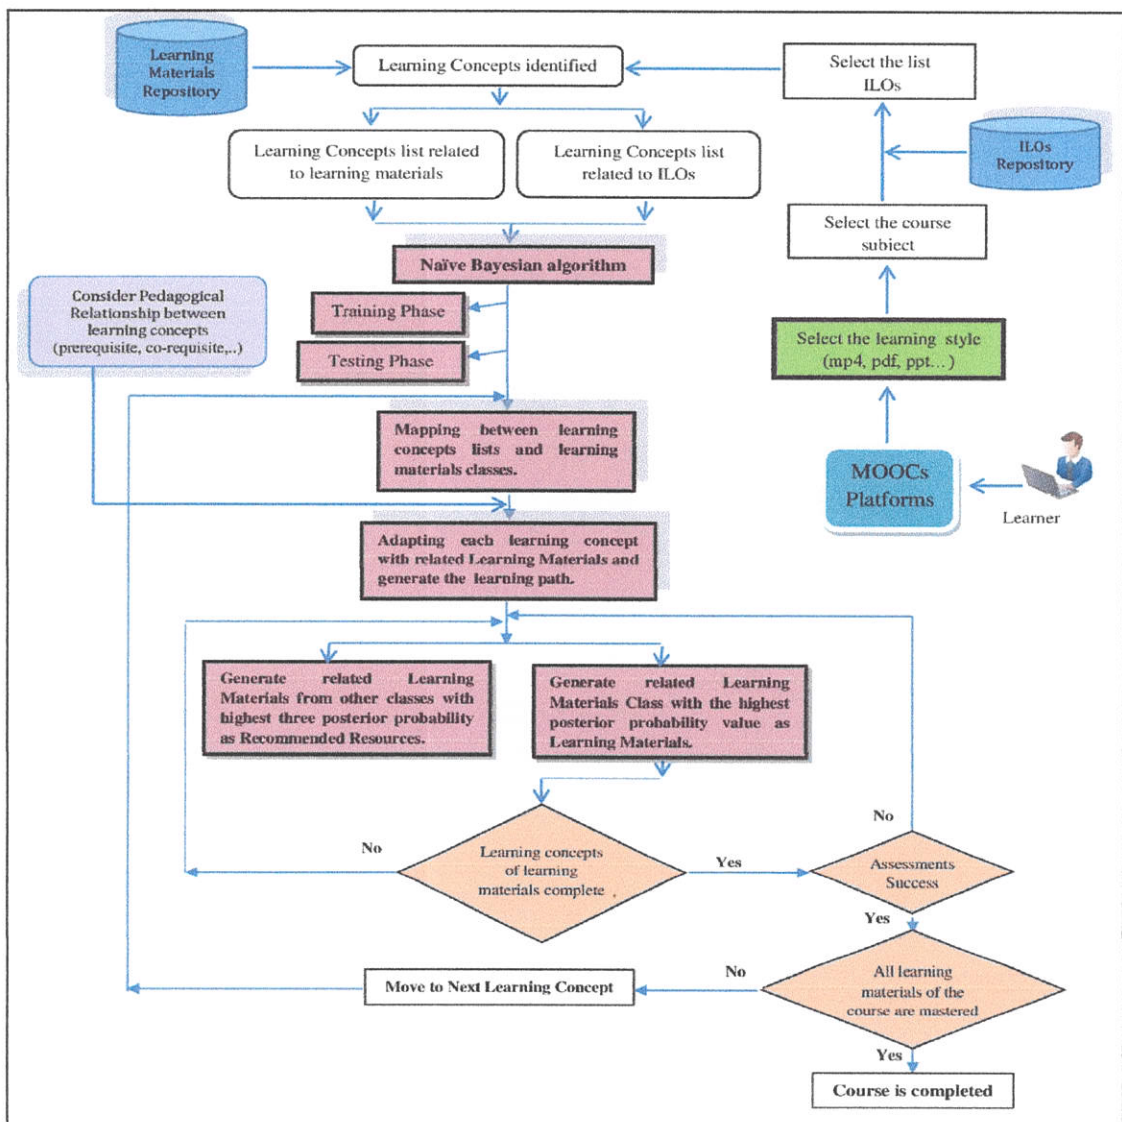 Learning
Materials
Repository
Learning Concepts identified
Select the list
ILOs
Learning Concepts list related
to learning materials
Learning Concepts list
related to ILOs
ILOs
Repository
Select the course
subject
Naïve Bayesian algorithm
Consider Pedagogical
Relationship between
learning concepts
(prerequisite, co-requisite,..)
Training Phase
Testing Phase
Select the learning style
(mp4, pdf, ppt...)
Mapping between learning
concepts lists and learning
materials classes.
MOOCs
Platforms
Learner
Adapting each learning concept
with related Learning Materials and
generate the learning path.
Generate related Learning
Materials from other classes with
highest three posterior probability
as Recommended Resources.
Generate related Learning
Materials Class with the highest
posterior probability value as
Learning Materials.
No
Learning concepts
of learning
materials complete
Yes
No
Assessments
Success
Yes
Move to Next Learning Concept
No
All learning
materials of the
course are mastered
Yes
Course is completed